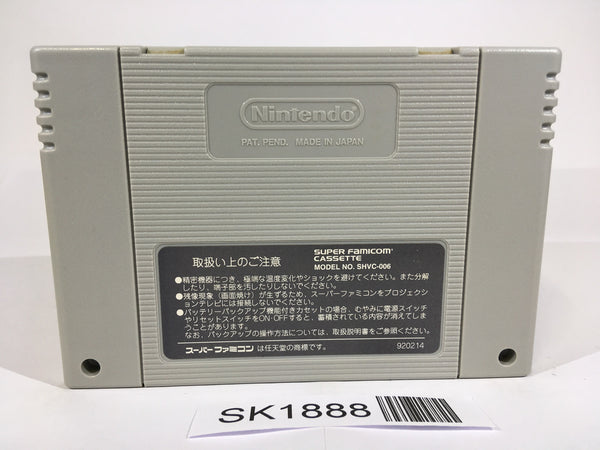 Nintendo
PAT. PEND. MADE IN JAPAN
取扱い上のご注意
SUPER FAMICOM
CASSETTE
MODEL NO. SHVC-006
●精密機器につき、極端な温度変化やショックを避けてください。また分解
したり、端子部を汚したりしないでください。
●残像現象（画面焼け）が生ずるため、スーパーファミコンをプロジェクシ
ョンテレビには接続しないでください。
●バッテリーバックアップ機能付きカセットの場合、むやみに電源スイッチ
やリセットスイッチをON・OFFすると、蓄積されている内容が消えてしま
うことがあります。
なお、バックアップの操作方法については、取扱説明書をご参照ください。
スーパーファミコン は任天堂の商標です。
920214
SK1888